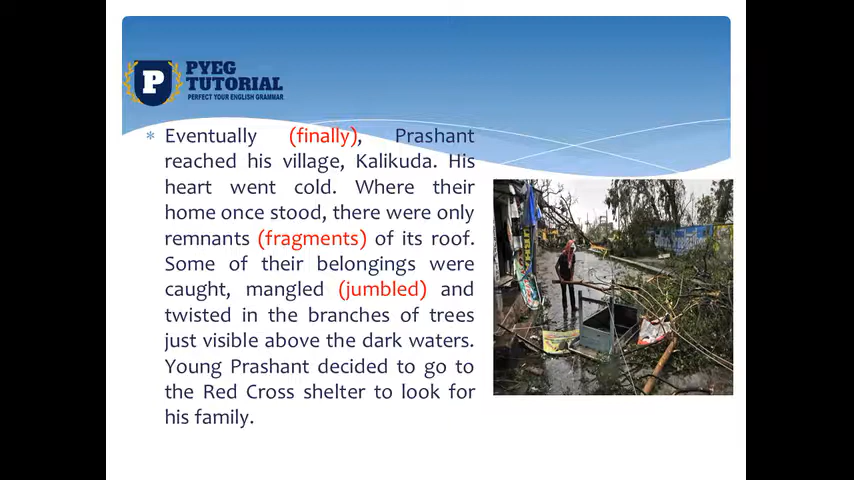 PYEG
TUTORIAL
PERFECT YOUR ENGLISH GRAMMAR
P
Eventually (finally), Prashant
reached his village, Kalikuda. His
heart went cold. Where their
home once stood, there were only
remnants (fragments) of its roof.
Some of their belongings were
caught, mangled (jumbled) and
twisted in the branches of trees
just visible above the dark waters.
Young Prashant decided to go to
the Red Cross shelter to look for
his family.